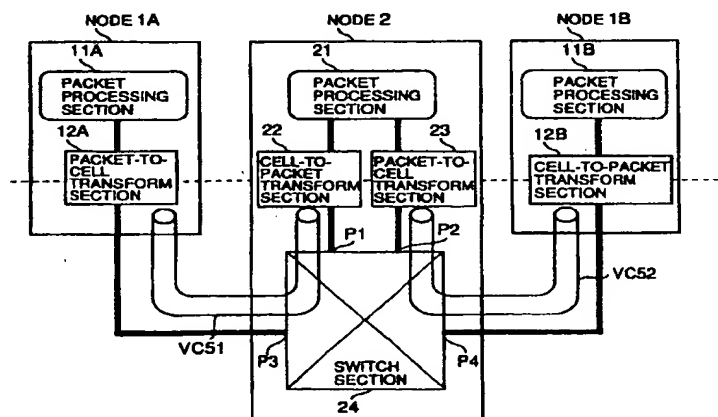 NODE 1A
NODE 2
NODE 1B
11A
21
11B
PACKET
PROCESSING
SECTION
PACKET
PROCESSING
SECTION
PACKET
PROCESSING
SECTION
12A
22
23
12B
PACKET-TO-
CELL
TRANSFORM
SECTION
CELL-TO-
PACKET
TRANSFORM
SECTION
PACKET-TO-
CELL
TRANSFORM
SECTION
CELL-TO-PACKET
TRANSFORM
SECTION
P1
P2
VC51
VC52
P3
P4
SWITCH
SECTION
24